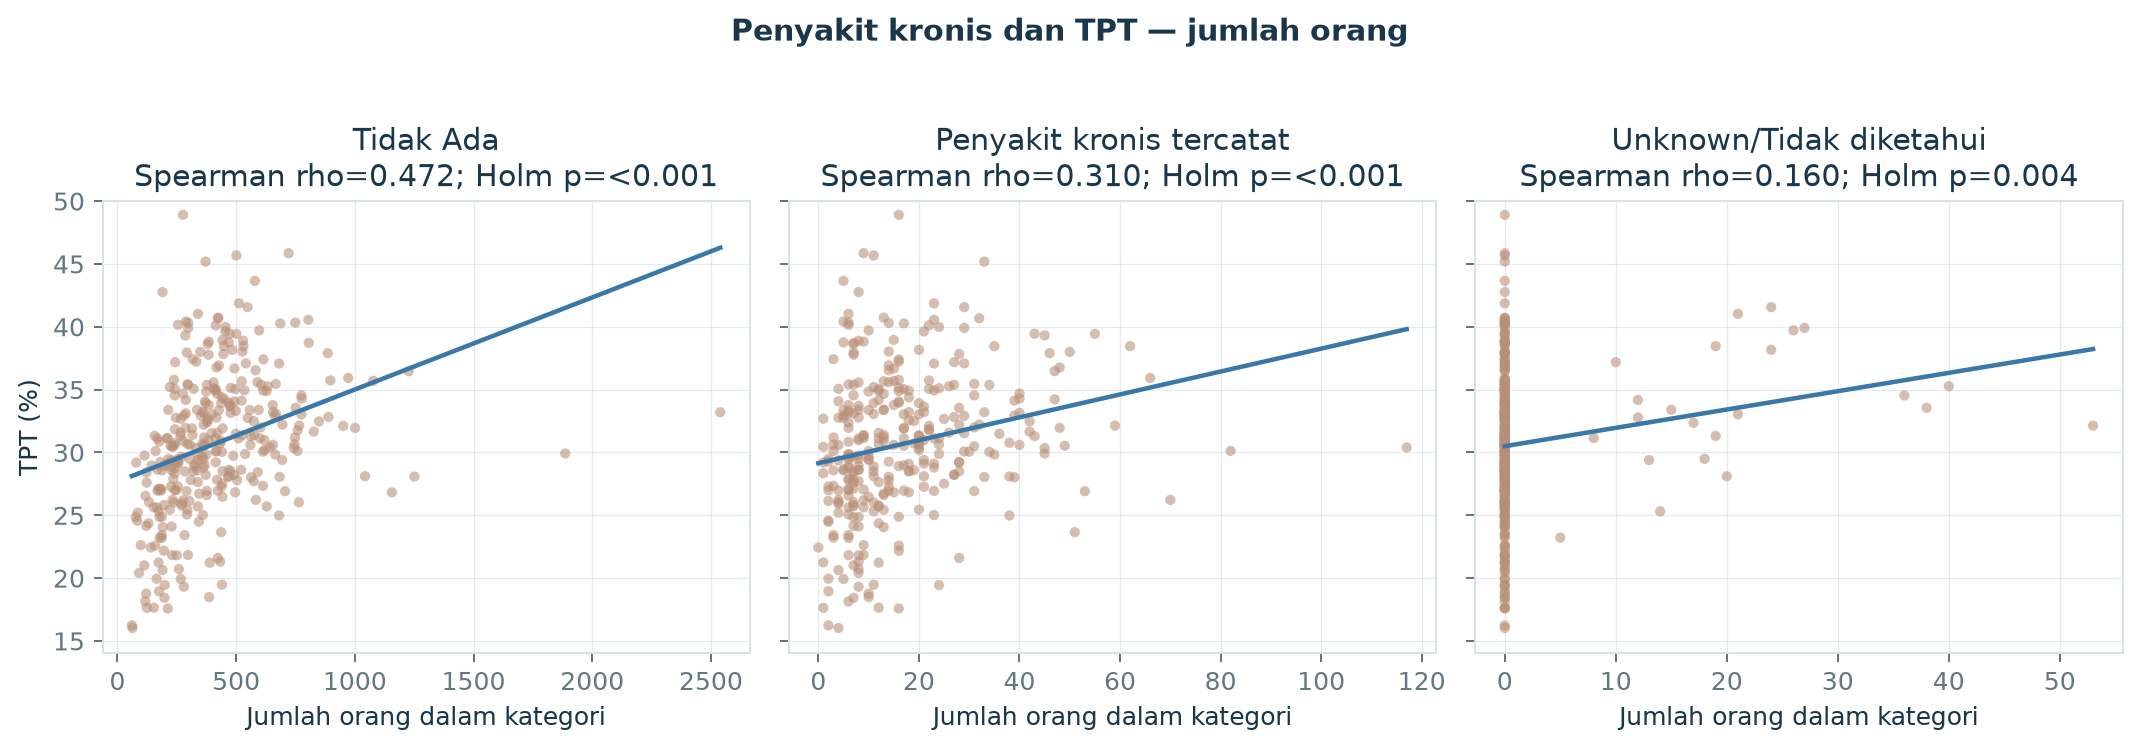 Penyakit kronis dan TPT — jumlah orang
Tidak Ada
Spearman rho=0.472; Holm p=<0.001
Penyakit kronis tercatat
Spearman rho=0.310; Holm p=<0.001
Unknown/Tidak diketahui
Spearman rho=0.160; Holm p=0.004
TPT (%)
50
45
40
35
30
25
20
15
0 500 1000 1500 2000 2500
0 20 40 60 80 100 120
0 10 20 30 40 50
Jumlah orang dalam kategori
Jumlah orang dalam kategori
Jumlah orang dalam kategori